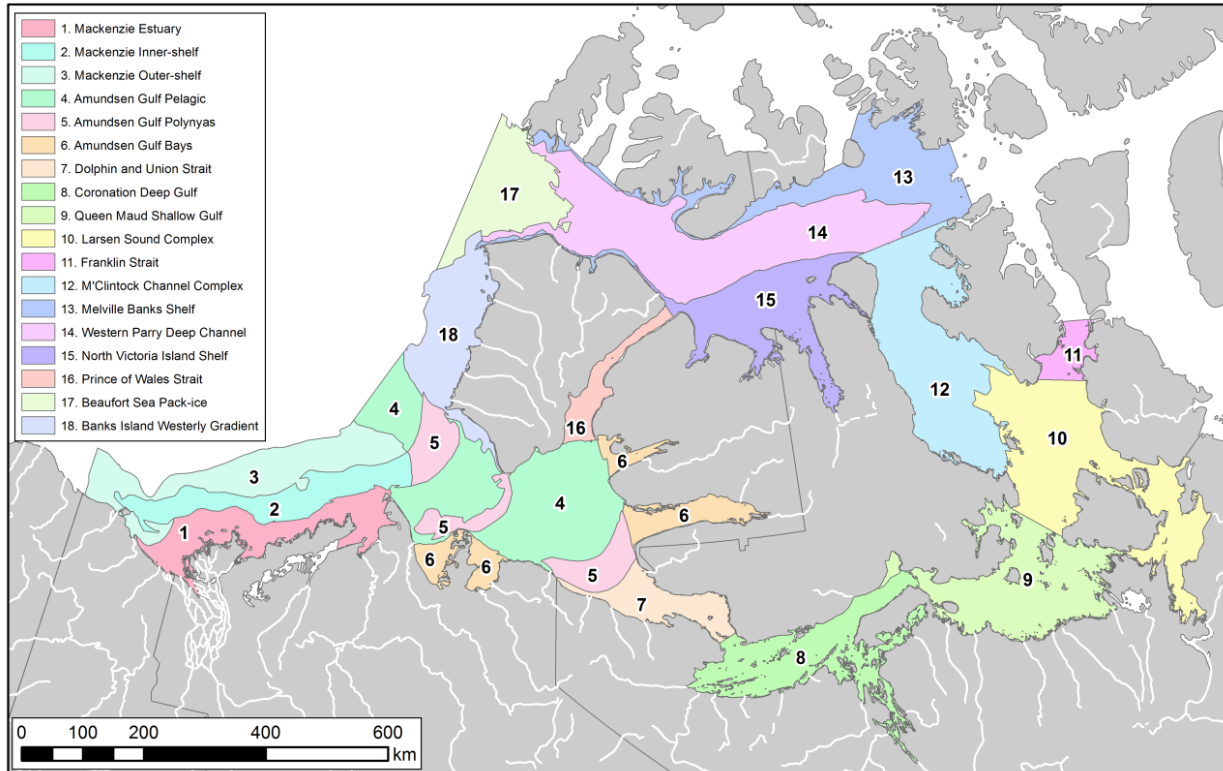 1. Mackenzie Estuary
2. Mackenzie Inner-shelf
3. Mackenzie Outer-shelf
4. Amundsen Gulf Pelagic
5. Amundsen Gulf Polynyas
6. Amundsen Gulf Bays
7. Dolphin and Union Strait
8. Coronation Deep Gulf
9. Queen Maud Shallow Gulf
10. Larsen Sound Complex
11. Franklin Strait
12. M'Clintock Channel Complex
13. Melville Banks Shelf
14. Western Parry Deep Channel
15. North Victoria Island Shelf
16. Prince of Wales Strait
17. Beaufort Sea Pack-ice
18. Banks Island Westerly Gradient
13
17
14
15
18
11
12
4
16
5
10
6
3
4
2
6
1
5
6
6
5
9
7
8
0 100 200 400 600
km